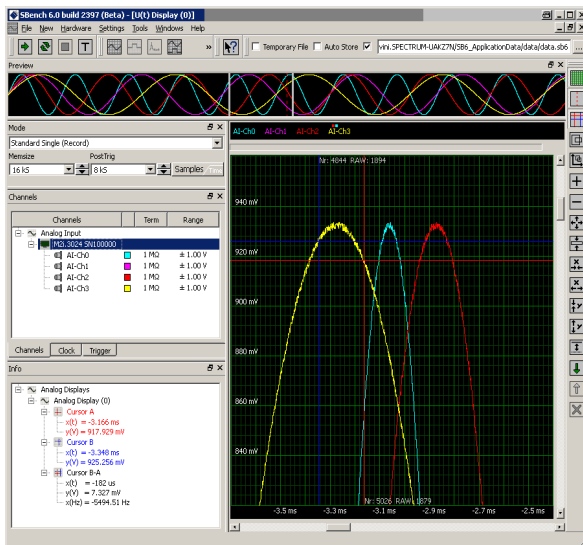 SBench 6.0 build 2397 (Beta) - [U(t) Display (0)]
File New Hardware Settings Tools Windows Help
T » Temporary File Auto Store vini.SPECTRUM-UAKZ7N/SB6_ApplicationData/data/data.sb6 ...
Preview
Mode
Standard Single (Record)
Memsize PostTrig
16 kS 8 kS Samples
Channels
Channels Term Range
Analog Input
M2i.3024 SN100000
AI-Ch0 1 MΩ ± 1.00 V
AI-Ch1 1 MΩ ± 1.00 V
AI-Ch2 1 MΩ ± 1.00 V
AI-Ch3 1 MΩ ± 1.00 V
Channels Clock Trigger
Info
Analog Displays
Analog Display (0)
Cursor A
x(t) = -3.166 ms
y(V) = 917.929 mV
Cursor B
x(t) = -3.348 ms
y(V) = 925.256 mV
Cursor B-A
x(t) = -182 us
y(V) = 7.327 mV
x(Hz) = -5494.51 Hz
AI-Ch0 AI-Ch1 AI-Ch2 AI-Ch3
Nr: 4844 RAW: 1894
940 mV
920 mV
900 mV
880 mV
860 mV
840 mV
Nr: 5026 RAW: 1879
-3.5 ms -3.3 ms -3.1 ms -2.9 ms -2.7 ms -2.5 ms